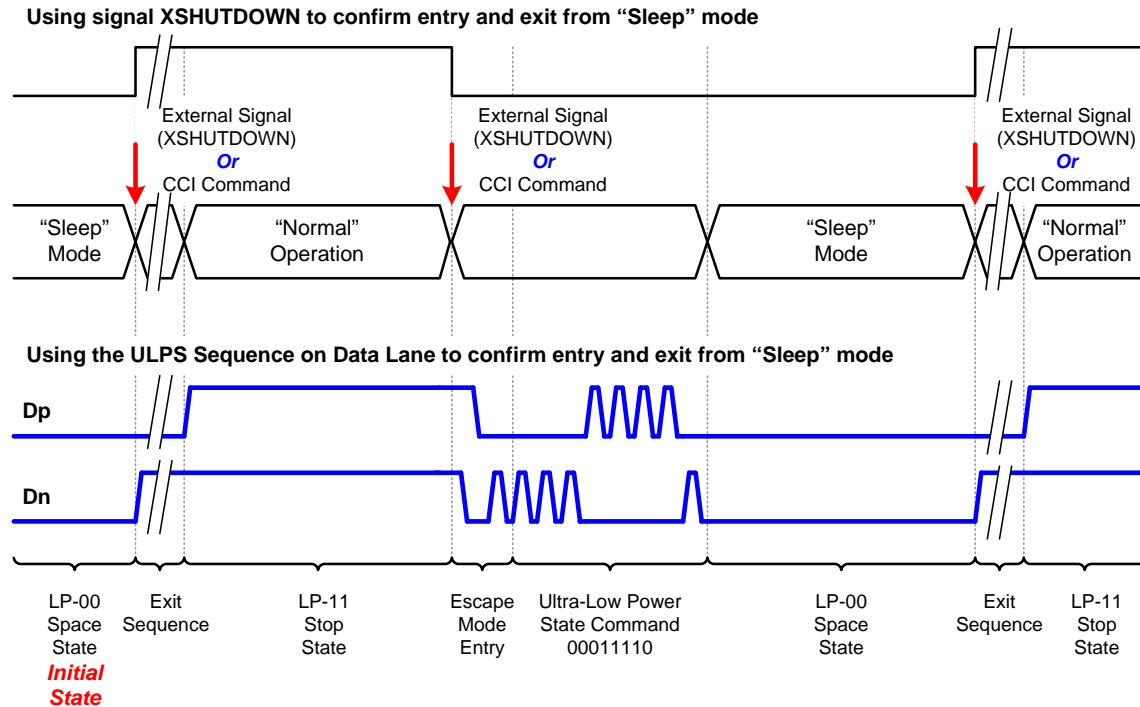 Using signal XSHUTDOWN to confirm entry and exit from “Sleep” mode
External Signal
(XSHUTDOWN)
Or
CCI Command
External Signal
(XSHUTDOWN)
Or
CCI Command
External Signal
(XSHUTDOWN)
Or
CCI Command
“Sleep”
Mode
“Normal”
Operation
“Sleep”
Mode
“Normal”
Operation
Using the ULPS Sequence on Data Lane to confirm entry and exit from “Sleep” mode
Dp
Dn
LP-00
Space
State
Initial
State
Exit
Sequence
LP-11
Stop
State
Escape
Mode
Entry
Ultra-Low Power
State Command
00011110
LP-00
Space
State
Exit
Sequence
LP-11
Stop
State